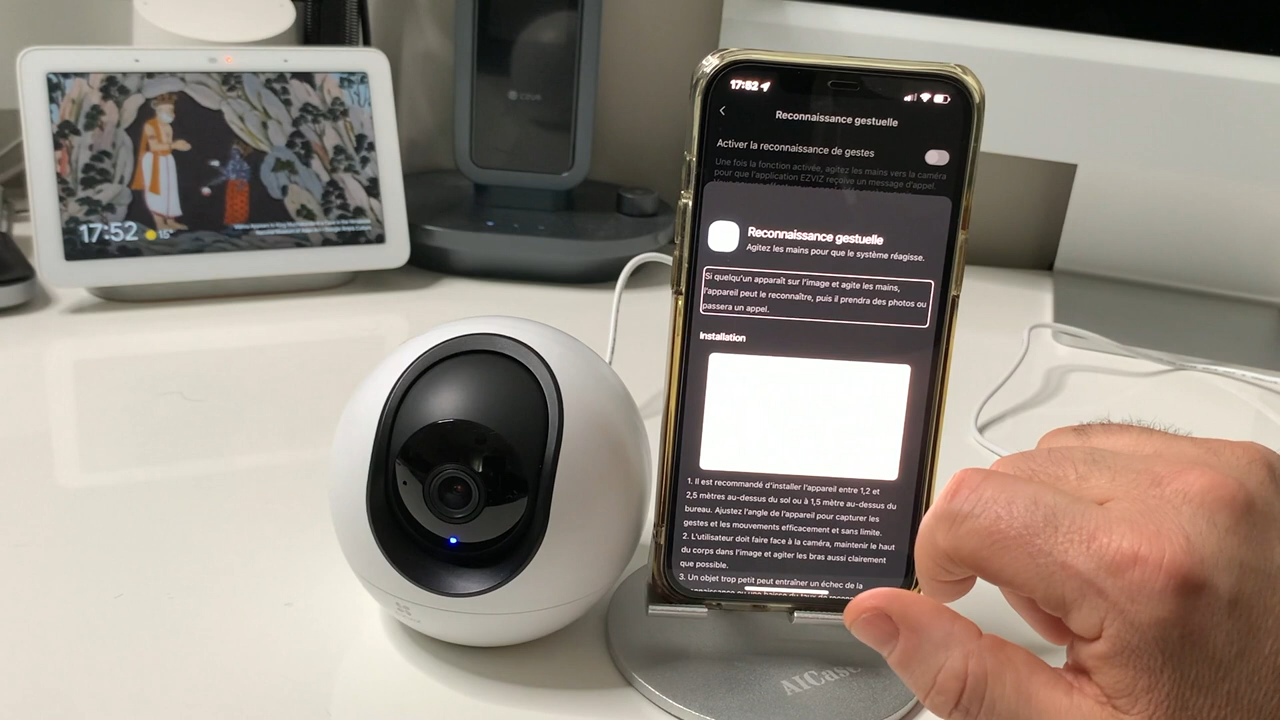 17:52
15°
CZUR
17:52
Reconnaissance gestuelle
Activer la reconnaissance de gestes
Une fois la fonction activée, agitez les mains vers la caméra
pour que l'application EZVIZ reçoive un message d'appel.
Reconnaissance gestuelle
Agitez les mains pour que le système réagisse.
Si quelqu'un apparaît sur l'image et agite les mains,
l'appareil peut le reconnaître, puis il prendra des photos ou
passera un appel.
Installation
1. Il est recommandé d'installer l'appareil entre 1,2 et
2,5 mètres au-dessus du sol ou à 1,5 mètre au-dessus du
bureau. Ajustez l'angle de l'appareil pour capturer les
gestes et les mouvements efficacement et sans limite.
2. L'utilisateur doit faire face à la caméra, maintenir le haut
du corps dans l'image et agiter les bras aussi clairement
que possible.
3. Un objet trop petit peut entraîner un échec de la
AICase